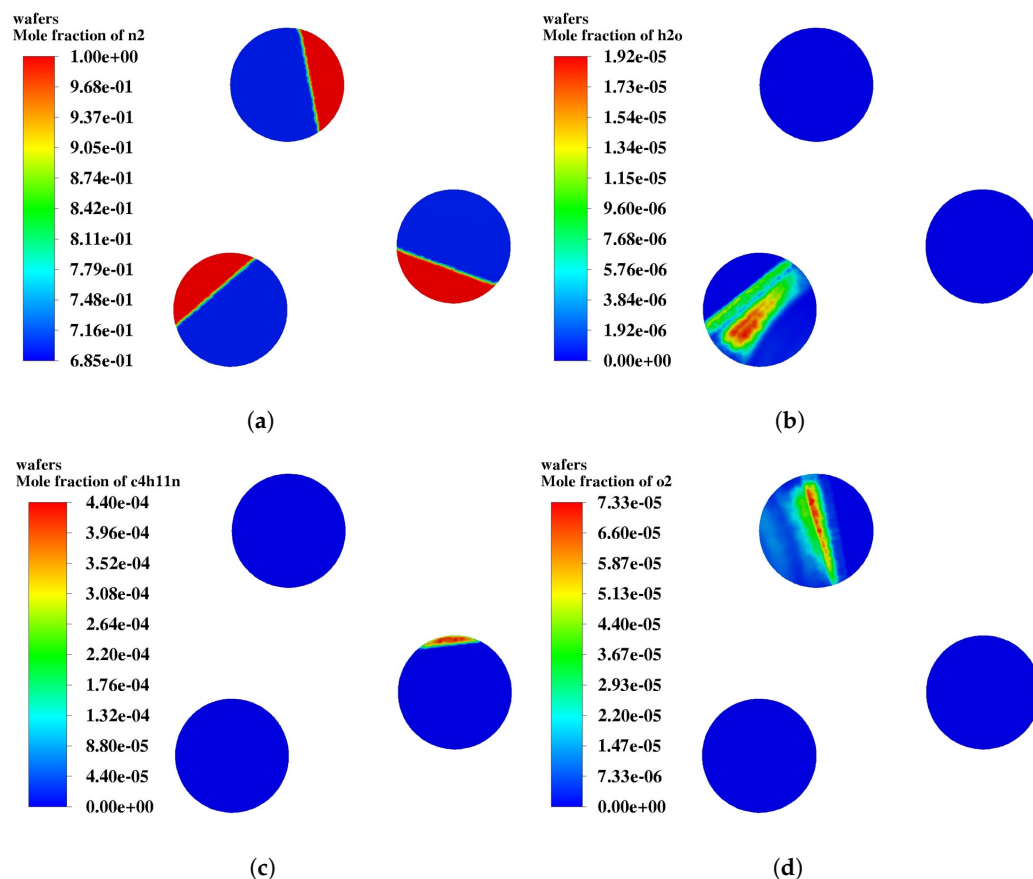 wafers
Mole fraction of n2
1.00e+00
9.68e-01
9.37e-01
9.05e-01
8.74e-01
8.42e-01
8.11e-01
7.79e-01
7.48e-01
7.16e-01
6.85e-01
(a)
wafers
Mole fraction of h2o
1.92e-05
1.73e-05
1.54e-05
1.34e-05
1.15e-05
9.60e-06
7.68e-06
5.76e-06
3.84e-06
1.92e-06
0.00e+00
(b)
wafers
Mole fraction of c4h11n
4.40e-04
3.96e-04
3.52e-04
3.08e-04
2.64e-04
2.20e-04
1.76e-04
1.32e-04
8.80e-05
4.40e-05
0.00e+00
(c)
wafers
Mole fraction of o2
7.33e-05
6.60e-05
5.87e-05
5.13e-05
4.40e-05
3.67e-05
2.93e-05
2.20e-05
1.47e-05
7.33e-06
0.00e+00
(d)